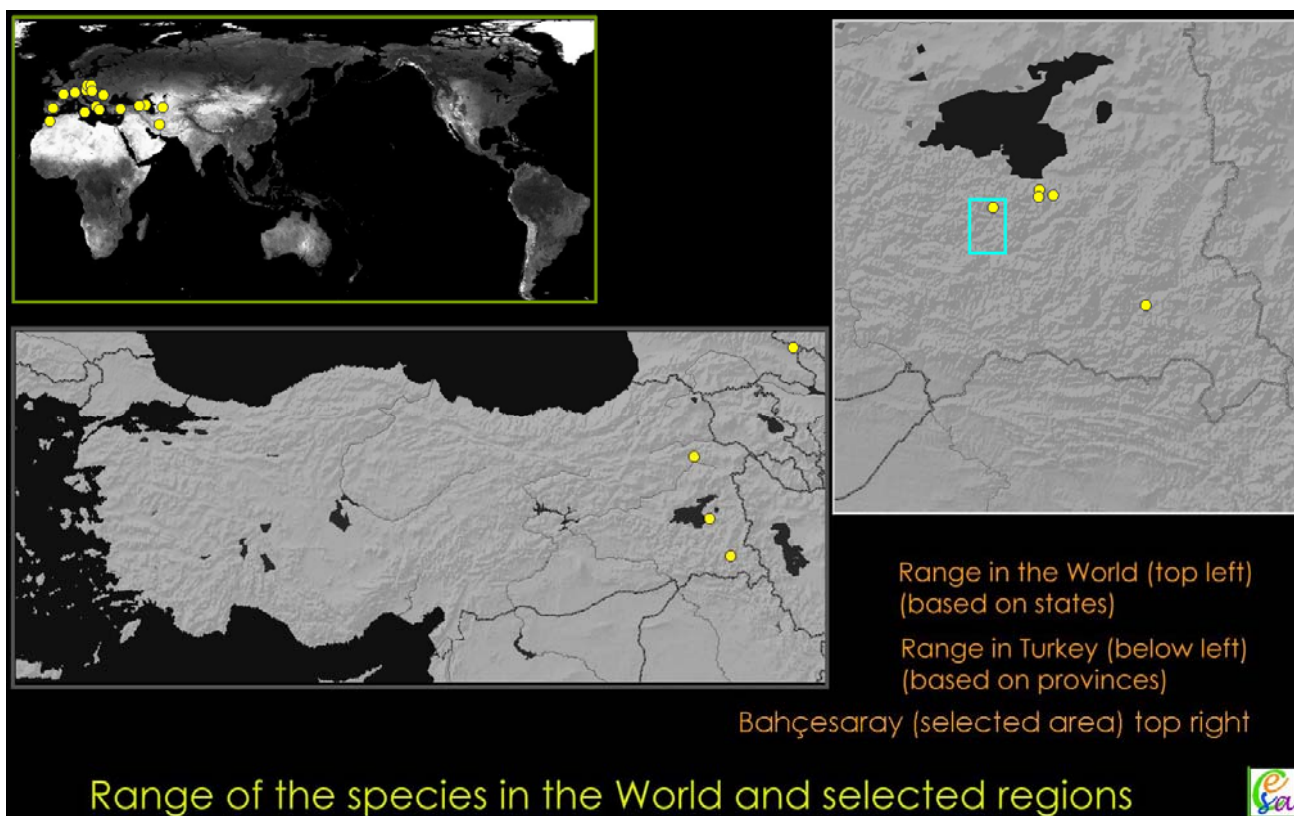 Range in the World (top left)
(based on states)
Range in Turkey (below left)
(based on provinces)
Bahçesaray (selected area) top right
Range of the species in the World and selected regions
esa